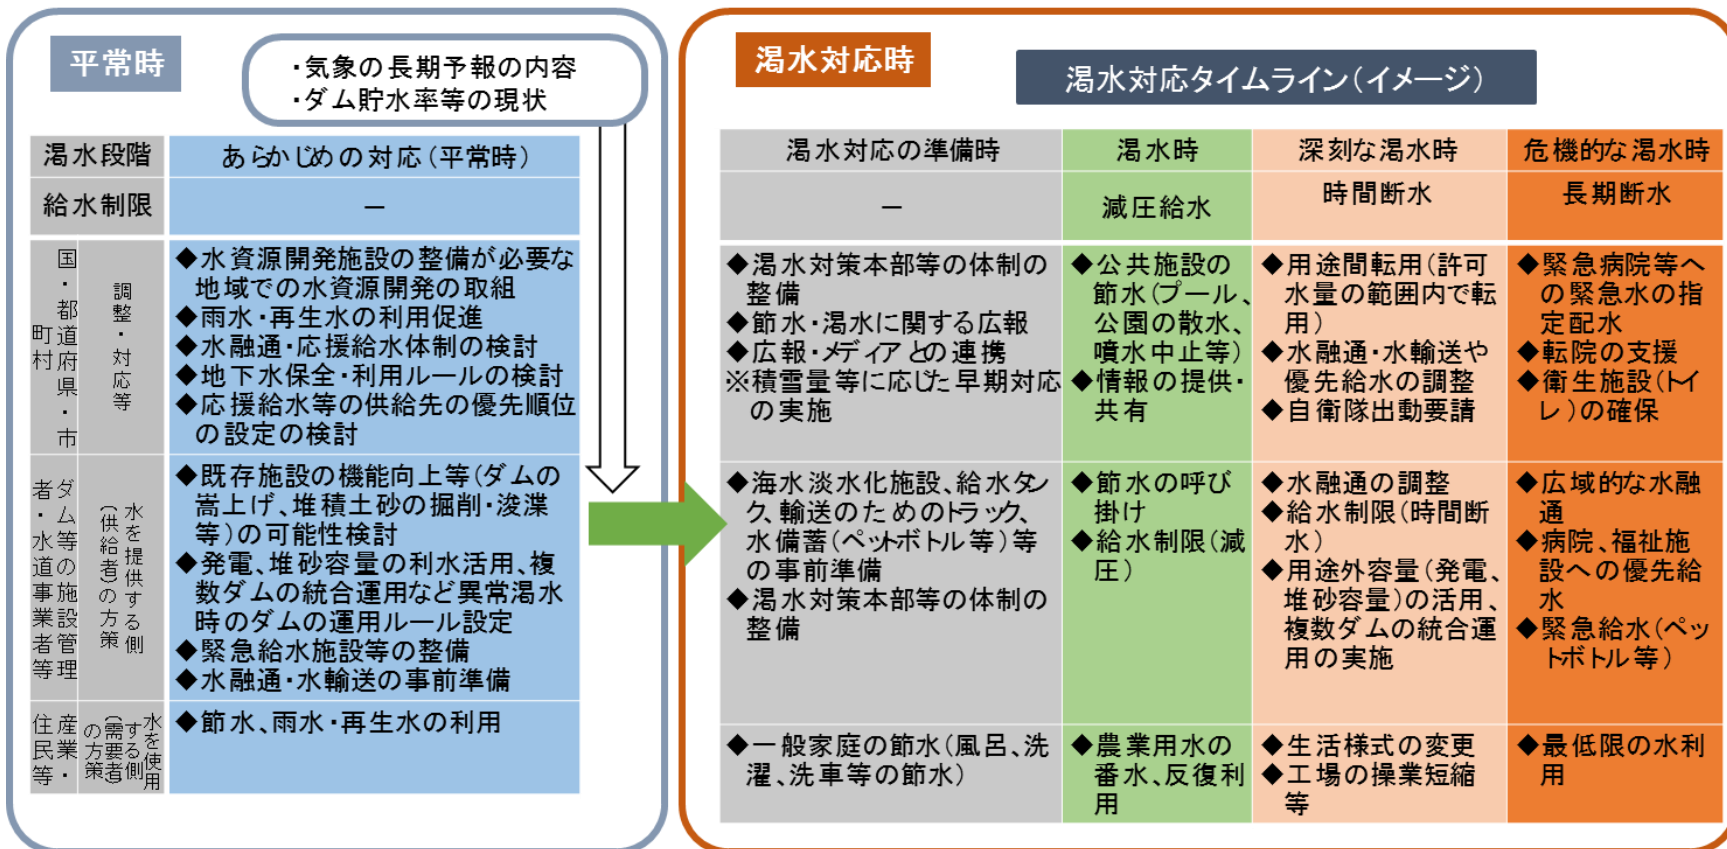 平常時
・気象の長期予報の内容
・ダム貯水率等の現状
渇水段階
あらかじめの対応(平常時)
給水制限
－
国・都道府県・市
町村
調整・対応等
◆水資源開発施設の整備が必要な
地域での水資源開発の取組
◆雨水・再生水の利用促進
◆水融通・応援給水体制の検討
◆地下水保全・利用ルールの検討
◆応援給水等の供給先の優先順位
の設定の検討
ダム等の施設管理
者・水道事業者等
水を提供する側
(供給者)の方策
◆既存施設の機能向上等(ダムの
嵩上げ、堆積土砂の掘削・浚渫
等)の可能性検討
◆発電、堆砂容量の利水活用、複
数ダムの統合運用など異常渇水
時のダムの運用ルール設定
◆緊急給水施設等の整備
◆水融通・水輸送の事前準備
産業・
住民等
水を使用
する側
(需要者)
の方策
◆節水、雨水・再生水の利用
渇水対応時
渇水対応タイムライン(イメージ)
渇水対応の準備時
渇水時
深刻な渇水時
危機的な渇水時
－
減圧給水
時間断水
長期断水
◆渇水対策本部等の体制の
整備
◆節水・渇水に関する広報
◆広報・メディアとの連携
※積雪量等に応じた早期対応
の実施
◆公共施設の
節水(プール、
公園の散水、
噴水中止等)
◆情報の提供・
共有
◆用途間転用(許可
水量の範囲内で転
用)
◆水融通・水輸送や
優先給水の調整
◆自衛隊出動要請
◆緊急病院等へ
の緊急水の指
定配水
◆転院の支援
◆衛生施設(トイ
レ)の確保
◆海水淡水化施設、給水タン
ク、輸送のためのトラック、
水備蓄(ペットボトル等)等
の事前準備
◆渇水対策本部等の体制の
整備
◆節水の呼び
掛け
◆給水制限(減
圧)
◆水融通の調整
◆給水制限(時間断
水)
◆用途外容量(発電、
堆砂容量)の活用、
複数ダムの統合運
用の実施
◆広域的な水融
通
◆病院、福祉施
設への優先給
水
◆緊急給水(ペッ
トボトル等)
◆一般家庭の節水(風呂、洗
濯、洗車等の節水)
◆農業用水の
番水、反復利
用
◆生活様式の変更
◆工場の操業短縮
等
◆最低限の水利
用